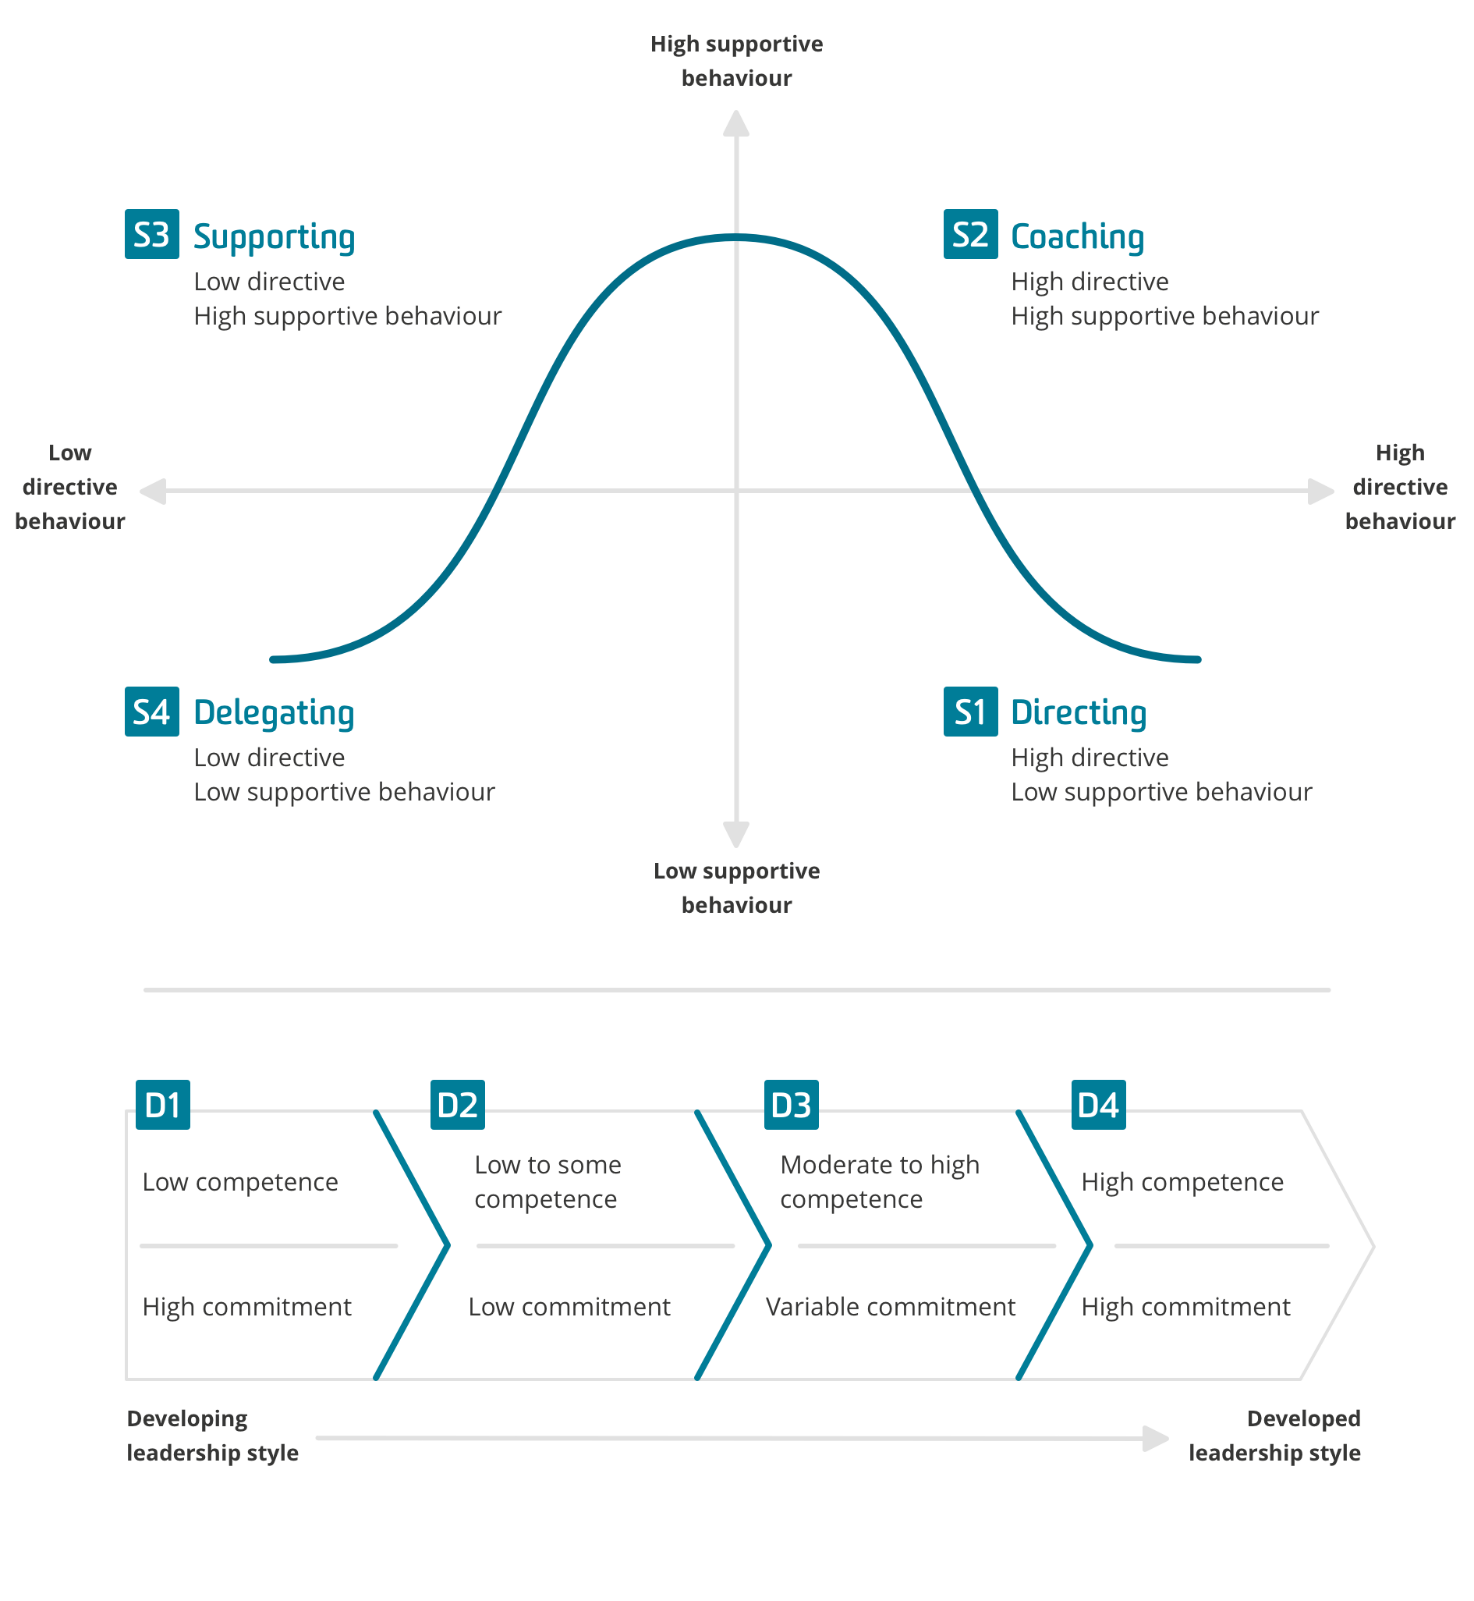 High supportive
behaviour
S3 Supporting
Low directive
High supportive behaviour
S2 Coaching
High directive
High supportive behaviour
Low
directive
behaviour
High
directive
behaviour
S4 Delegating
Low directive
Low supportive behaviour
S1 Directing
High directive
Low supportive behaviour
Low supportive
behaviour
D1
Low competence
High commitment
D2
Low to some
competence
Low commitment
D3
Moderate to high
competence
Variable commitment
D4
High competence
High commitment
Developing
leadership style
Developed
leadership style